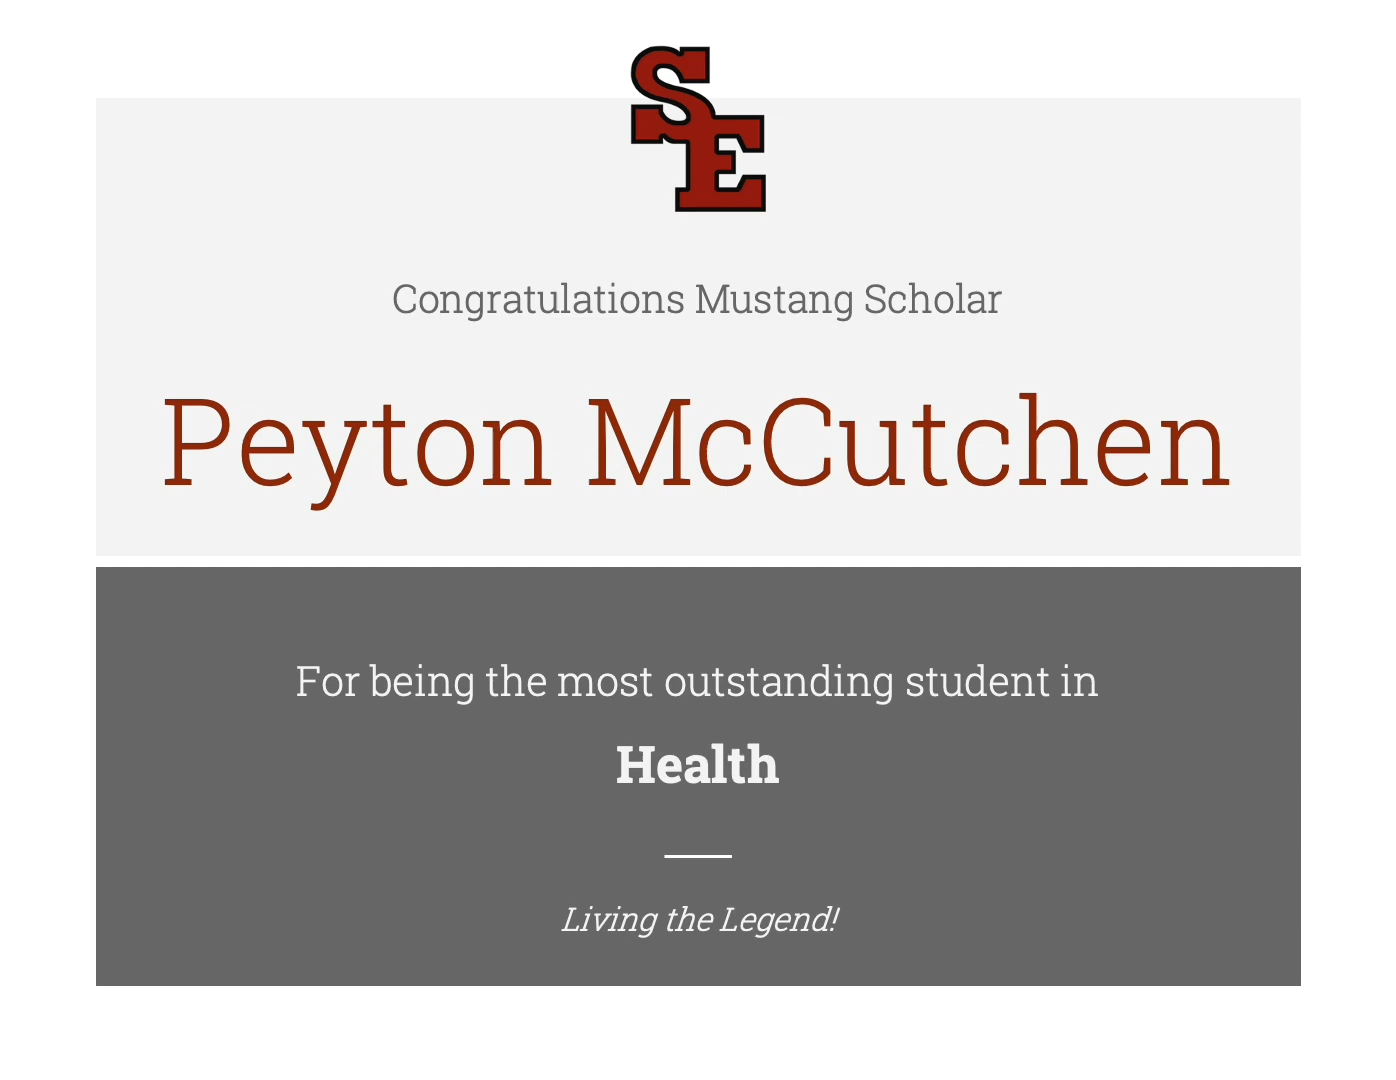 SE
Congratulations Mustang Scholar
Peyton McCutchen
For being the most outstanding student in
Health
Living the Legend!